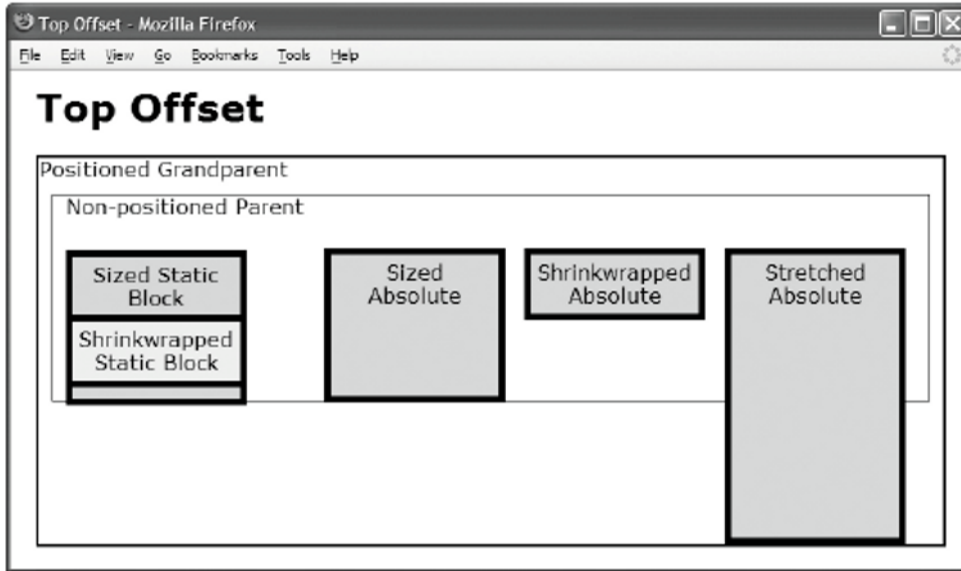 Top Offset - Mozilla Firefox
File Edit View Go Bookmarks Tools Help
Top Offset
Positioned Grandparent
Non-positioned Parent
Sized Static
Block
Shrinkwrapped
Static Block
Sized
Absolute
Shrinkwrapped
Absolute
Stretched
Absolute